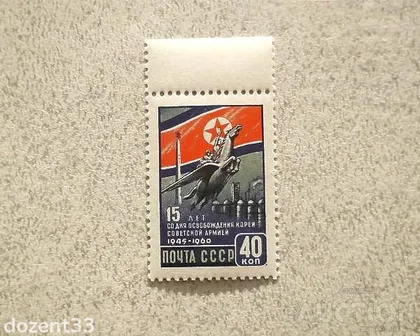 15 ЛЕТ
СО ДНЯ ОСВОБОЖДЕНИЯ КОРЕИ
СОВЕТСКОЙ АРМИЕЙ
1945-1960
ПОЧТА СССР
40
КОП
dozent33